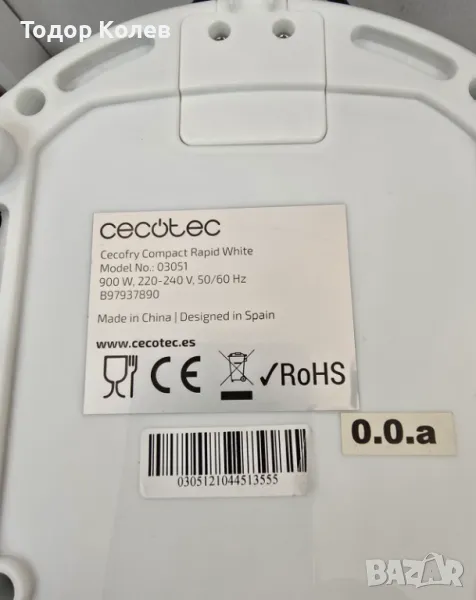 Тодор Колев
cecotec
Cecofry Compact Rapid White
Model No.: 03051
900 W, 220-240 V, 50/60 Hz
B97937890
Made in China | Designed in Spain
www.cecotec.es
CE ✓RoHS
0.0.a
0305121044513555
BAZAR